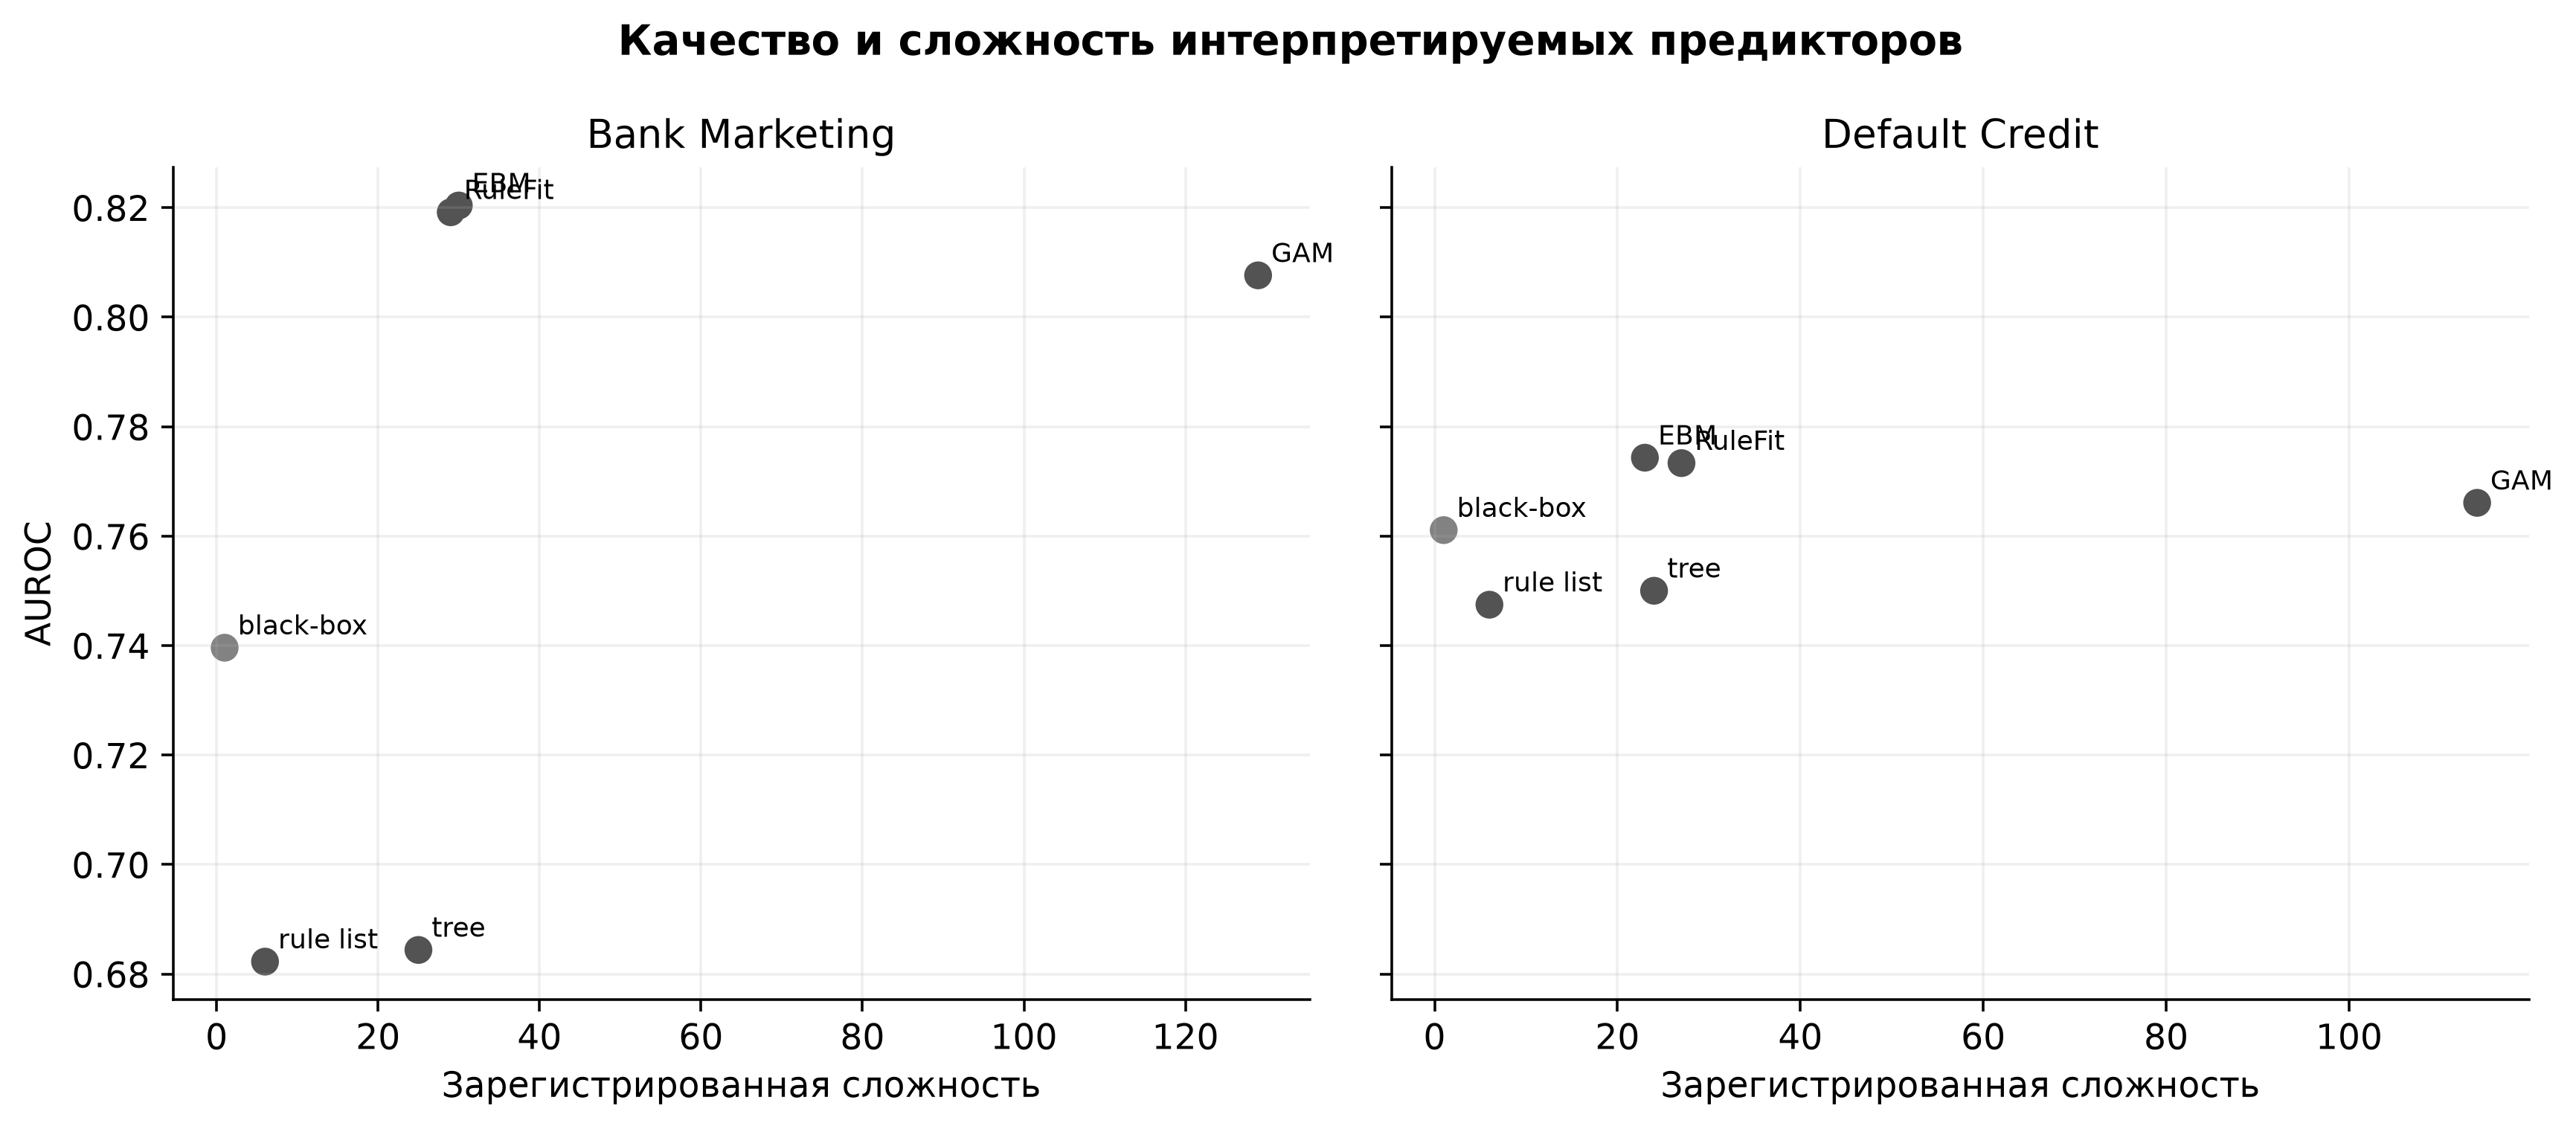 Качество и сложность интерпретируемых предикторов
Bank Marketing
AUROC
0.82
0.80
0.78
0.76
0.74
0.72
0.70
0.68
EBM
RuleFit
GAM
black-box
rule list
tree
0 20 40 60 80 100 120
Зарегистрированная сложность
Default Credit
EBM
RuleFit
GAM
black-box
rule list
tree
0 20 40 60 80 100
Зарегистрированная сложность